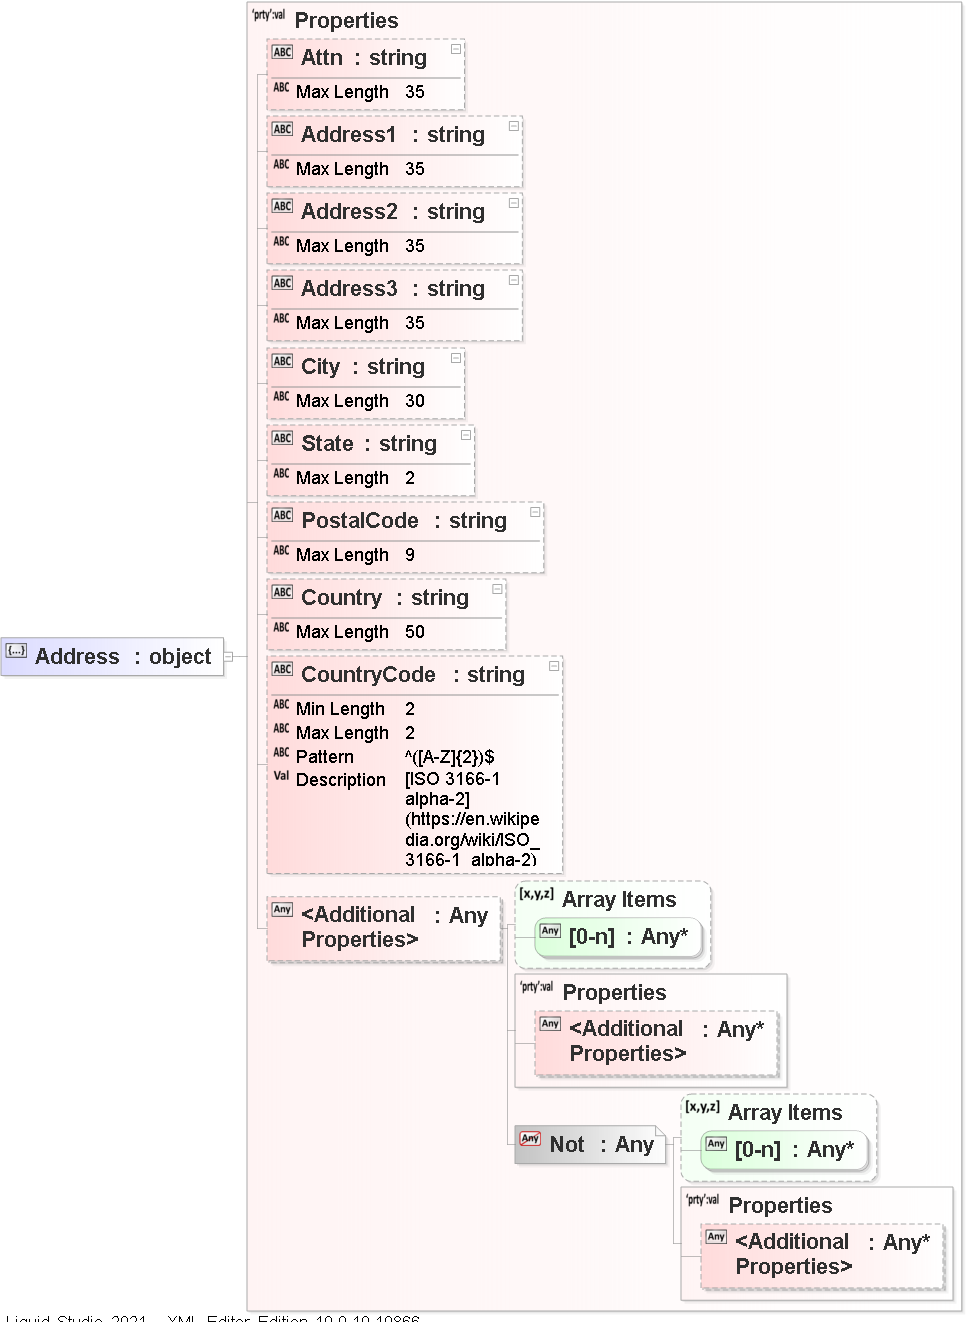 'prty':val Properties
ABC Attn : string
ABC Max Length 35
ABC Address1 : string
ABC Max Length 35
ABC Address2 : string
ABC Max Length 35
ABC Address3 : string
ABC Max Length 35
ABC City : string
ABC Max Length 30
ABC State : string
ABC Max Length 2
ABC PostalCode : string
ABC Max Length 9
ABC Country : string
ABC Max Length 50
{...} Address : object
ABC CountryCode : string
ABC Min Length 2
ABC Max Length 2
ABC Pattern ^([A-Z]{2})$
Val Description [ISO 3166-1
alpha-2]
(https://en.wikipe
dia.org/wiki/ISO_
3166-1_alpha-2)
Any <Additional : Any
Properties>
[x,y,z] Array Items
Any [0-n] : Any*
'prty':val Properties
Any <Additional : Any*
Properties>
Any Not : Any
[x,y,z] Array Items
Any [0-n] : Any*
'prty':val Properties
Any <Additional : Any*
Properties>
Liquid Studio 2021 - XML Editor Edition 19.0.10.10866